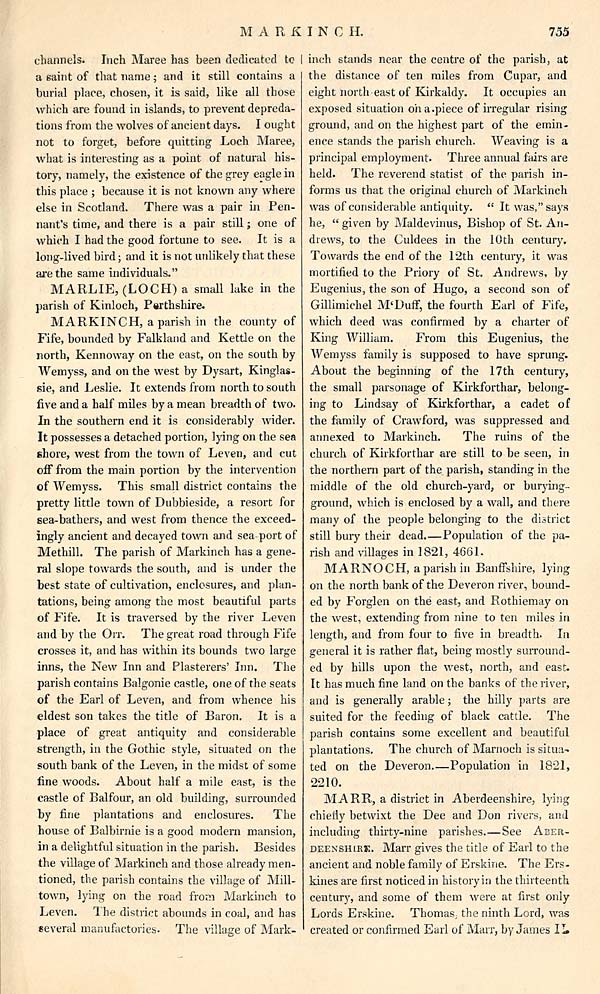 MARKINCH.
755
channels. Inch Maree has been dedicated to
a saint of that name; and it still contains a
burial place, chosen, it is said, like all those
which are found in islands, to prevent depreda-
tions from the wolves of ancient days. I ought
not to forget, before quitting Loch Maree,
what is interesting as a point of natural his-
tory, namely, the existence of the grey eagle in
this place; because it is not known any where
else in Scotland. There was a pair in Pen-
nant's time, and there is a pair still; one of
which I had the good fortune to see. It is a
long-lived bird; and it is not unlikely that these
are the same individuals."
MARLIE, (LOCH) a small lake in the
parish of Kinloch, Perthshire.
MARKINCH, a parish in the county of
Fife, bounded by Falkland and Kettle on the
north, Kennoway on the east, on the south by
Wemyss, and on the west by Dysart, Kinglas-
sie, and Leslie. It extends from north to south
five and a half miles by a mean breadth of two.
In the southern end it is considerably wider.
It possesses a detached portion, lying on the sea
shore, west from the town of Leven, and cut
off from the main portion by the intervention
of Wemyss. This small district contains the
pretty little town of Dubbieside, a resort for
sea-bathers, and west from thence the exceed-
ingly ancient and decayed town and sea-port of
Methill. The parish of Markinch has a gene-
ral slope towards the south, and is under the
best state of cultivation, enclosures, and plan-
tations, being among the most beautiful parts
of Fife. It is traversed by the river Leven
and by the Orr. The great road through Fife
crosses it, and has within its bounds two large
inns, the New Inn and Plasterers' Inn. The
parish contains Balgonie castle, one of the seats
of the Earl of Leven, and from whence his
eldest son takes the title of Baron. It is a
place of great antiquity and considerable
strength, in the Gothic style, situated on the
south bank of the Leven, in the midst of some
fine woods. About half a mile east, is the
castle of Balfour, an old building, surrounded
by fine plantations and enclosures. The
house of Balbirnie is a good modern mansion,
in a delightful situation in the parish. Besides
the village of Markinch and those already men-
tioned, the parish contains the village of Mill-
town, lying on the road from Markinch to
Leven. The district abounds in coal, and has
several manufactories. The village of Mark-
inch stands near the centre of the parish, at
the distance of ten miles from Cupar, and
eight north-east of Kirkaldy. It occupies an
exposed situation on a piece of irregular rising
ground, and on the highest part of the emin-
ence stands the parish church. Weaving is a
principal employment. Three annual fairs are
held. The reverend statist of the parish in-
forms us that the original church of Markinch
was of considerable antiquity. "It was," says
he, "given by Maldevinus, Bishop of St. An-
drews, to the Culdees in the 10th century.
Towards the end of the 12th century, it was
mortified to the Priory of St. Andrews, by
Eugenius, the son of Hugo, a second son of
Gillimichel M'Duff, the fourth Earl of Fife,
which deed was confirmed by a charter of
King William. From this Eugenius, the
Wemyss family is supposed to have sprung.
About the beginning of the 17th century,
the small parsonage of Kirkforthar, belong-
ing to Lindsay of Kirkforthar, a cadet of
the family of Crawford, was suppressed and
annexed to Markinch. The ruins of the
church of Kirkforthar are still to be seen, in
the northern part of the parish, standing in the
middle of the old church-yard, or burying-
ground, which is enclosed by a wall, and there
many of the people belonging to the district
still bury their dead.—Population of the pa-
rish and villages in 1821, 4661.
MARNOCH, a parish in Banffshire, lying
on the north bank of the Deveron river, bound-
ed by Forglen on the east, and Rothiemay on
the west, extending from nine to ten miles in
length, and from four to five in breadth. In
general it is rather flat, being mostly surround-
ed by hills upon the west, north, and east.
It has much fine land on the banks of the river,
and is generally arable; the hilly parts are
suited for the feeding of black cattle. The
parish contains some excellent and beautiful
plantations. The church of Marnoch is situa-
ted on the Deveron.—Population in 1821,
2210.
MARR, a district in Aberdeenshire, lying
chiefly betwixt the Dee and Don rivers, and
including thirty-nine parishes.—See ABER-
DEENSHIRE. Marr gives the title of Earl to the
ancient and noble family of Erskine. The Ers-
kines are first noticed in history in the thirteenth
century, and some of them were at first only
Lords Erskine. Thomas, the ninth Lord, was
created or confirmed Earl of Marr, by James II.